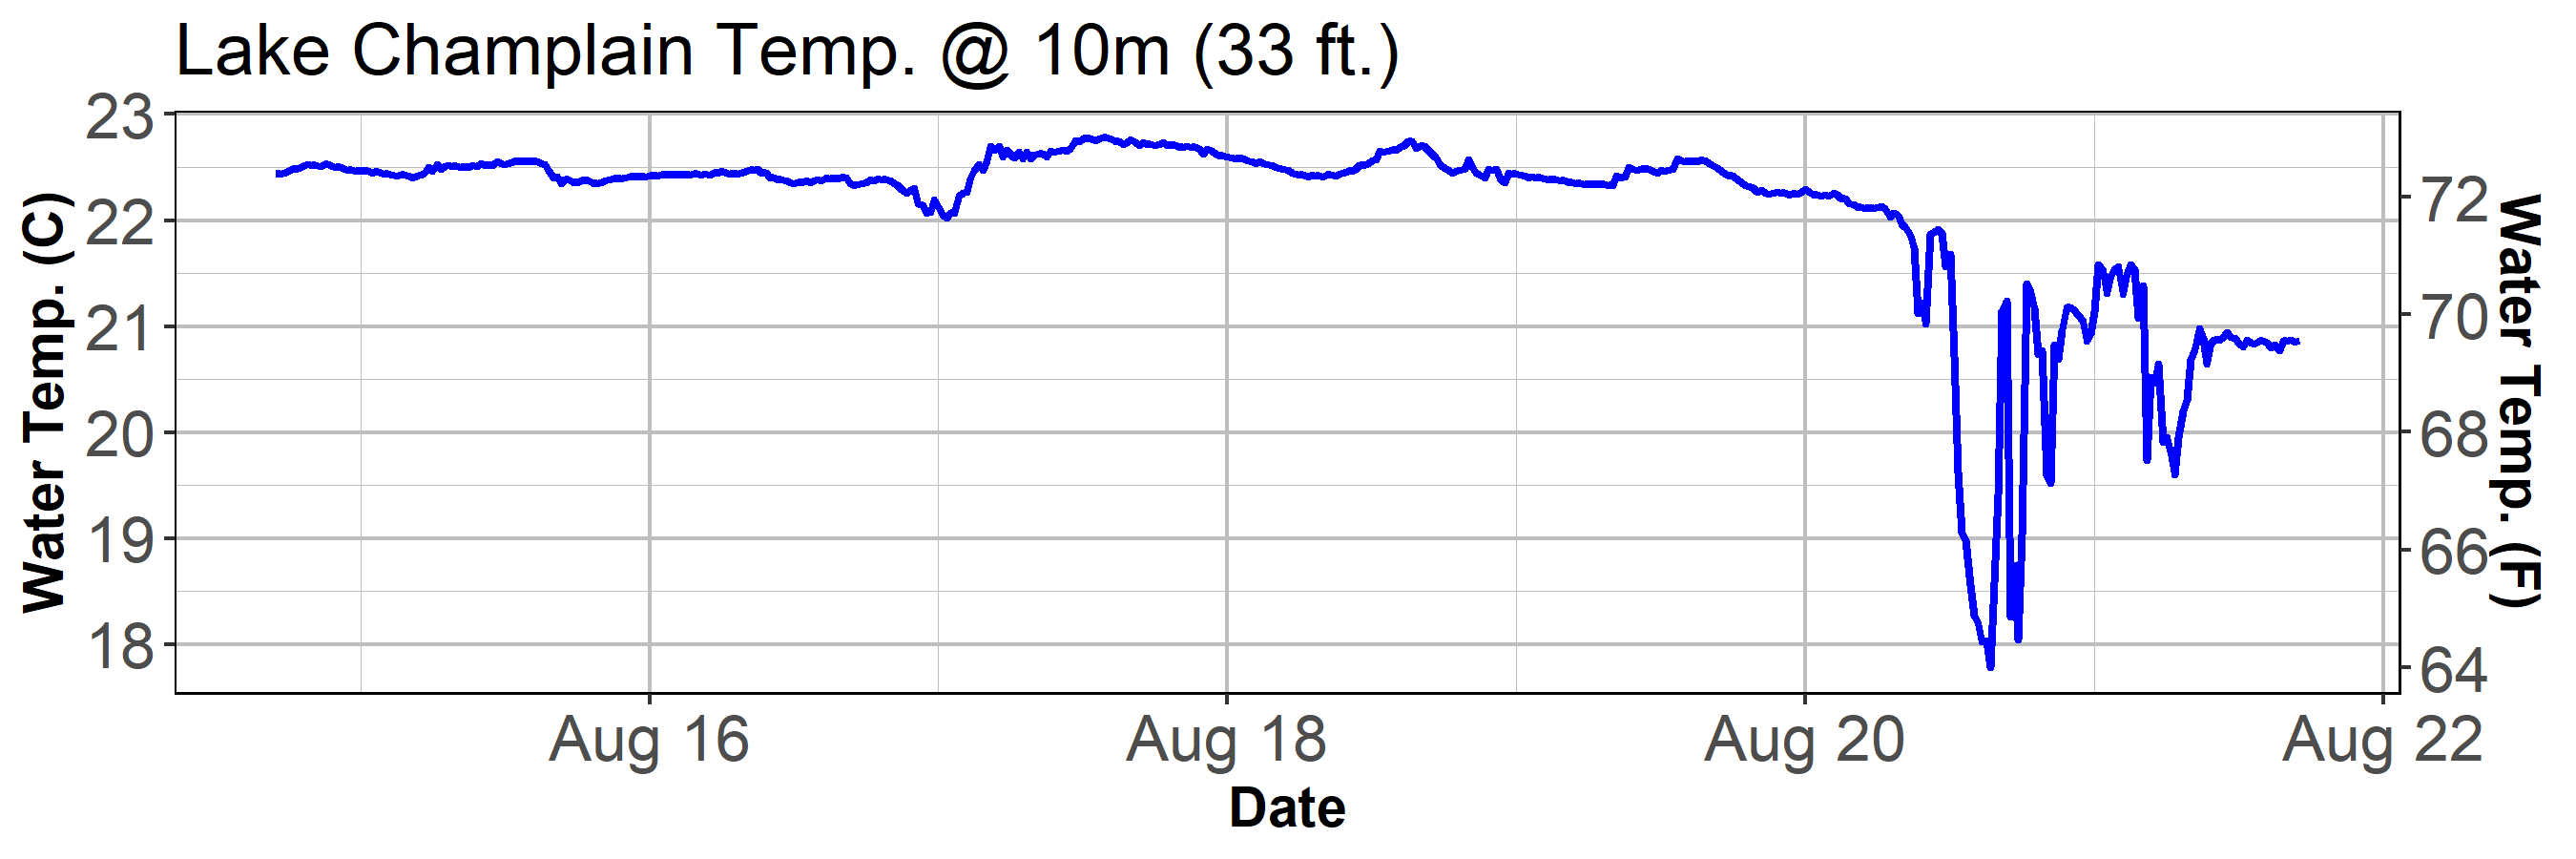 Lake Champlain Temp. @ 10m (33 ft.)
Water Temp. (C)
23
22
21
20
19
18
72
70
68
66
64
Water Temp. (F)
Aug 16
Aug 18
Aug 20
Aug 22
Date